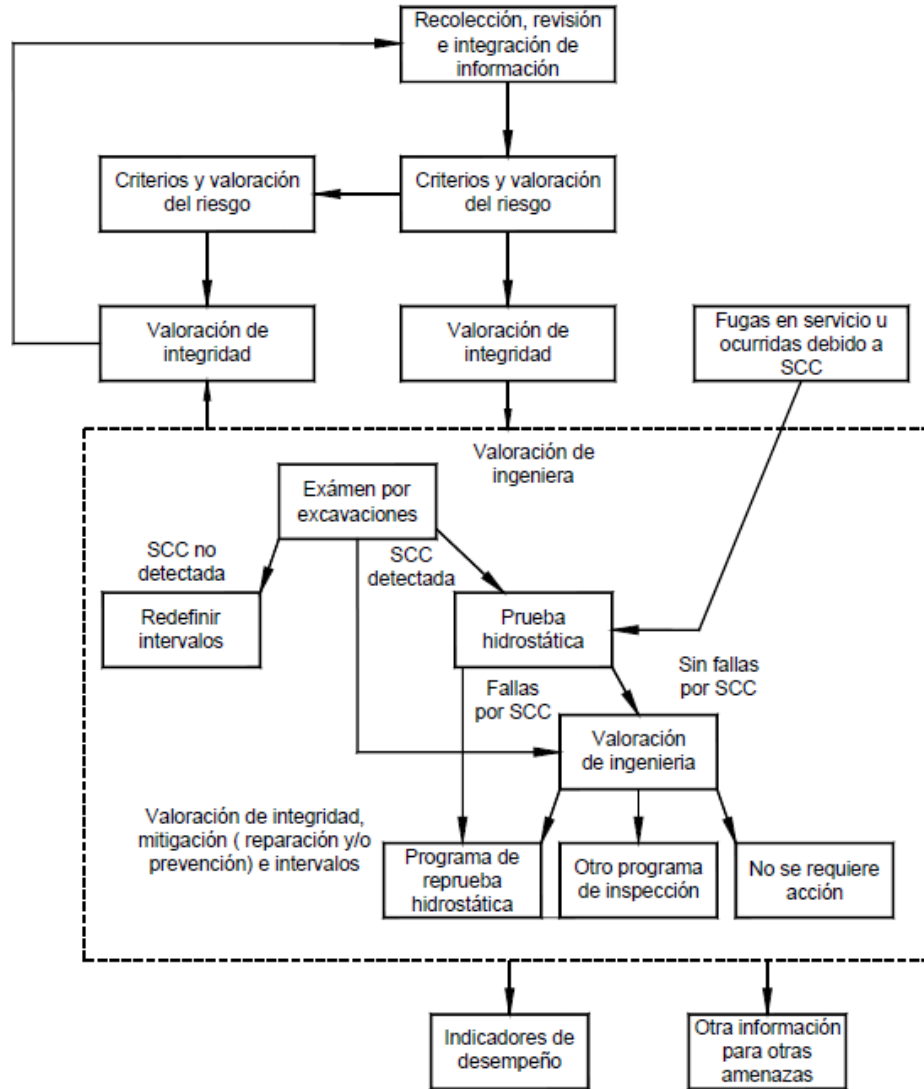 Recolección, revisión
e integración de
información
Criterios y valoración
del riesgo
Criterios y valoración
del riesgo
Valoración de
integridad
Valoración de
integridad
Fugas en servicio u
ocurridas debido a
SCC
Valoración de
ingeniera
Exámen por
excavaciones
SCC no
detectada
SCC
detectada
Redefinir
intervalos
Prueba
hidrostática
Sin fallas
por SCC
Fallas
por SCC
Valoración
de ingenieria
Valoración de integridad,
mitigación ( reparación y/o
prevención) e intervalos
Programa de
reprueba
hidrostática
Otro programa
de inspección
No se requiere
acción
Indicadores de
desempeño
Otra información
para otras
amenazas